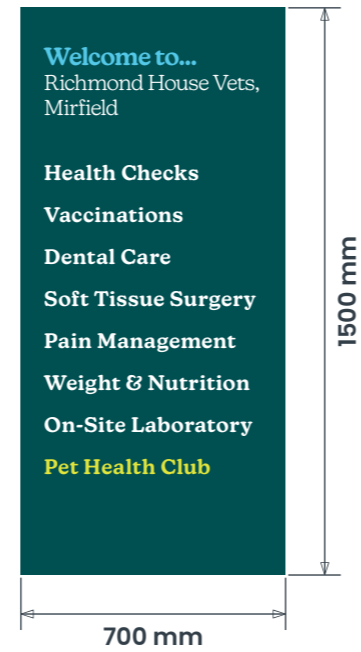 Welcome to...
Richmond House Vets,
Mirfield
Health Checks
Vaccinations
Dental Care
Soft Tissue Surgery
Pain Management
Weight & Nutrition
On-Site Laboratory
Pet Health Club
1500 mm
700 mm